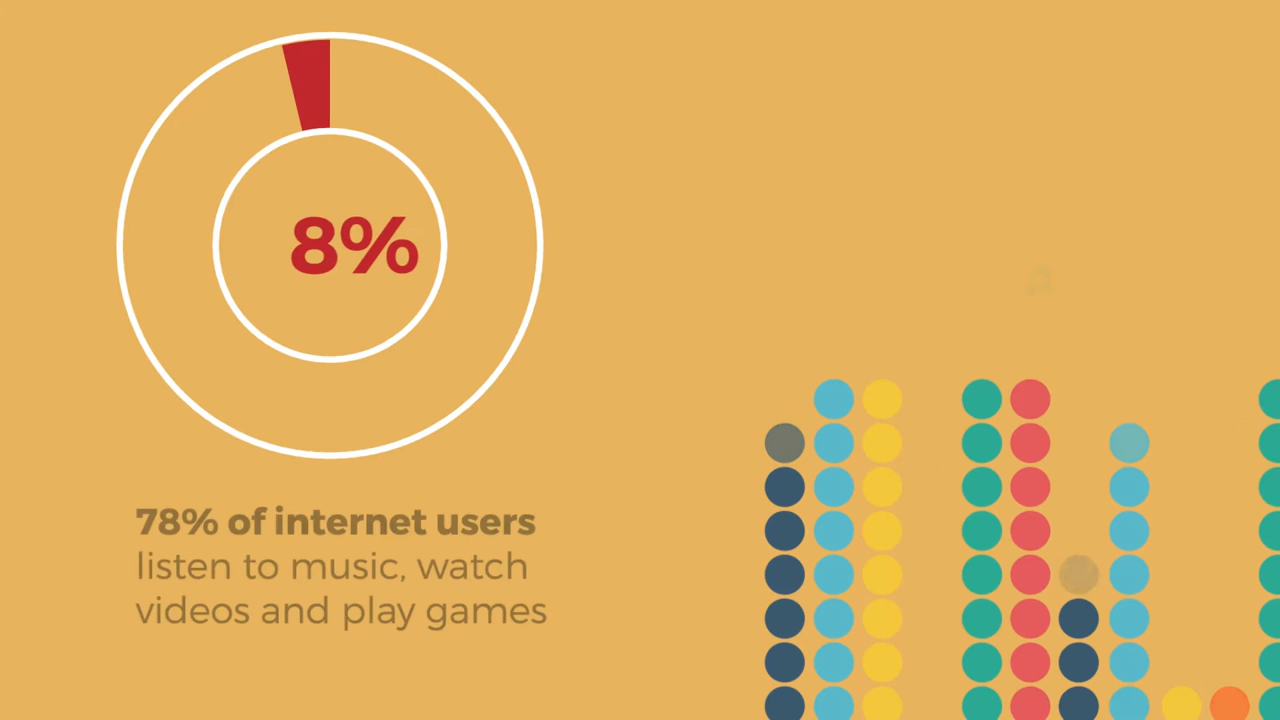 8%
78% of internet users
listen to music, watch
videos and play games